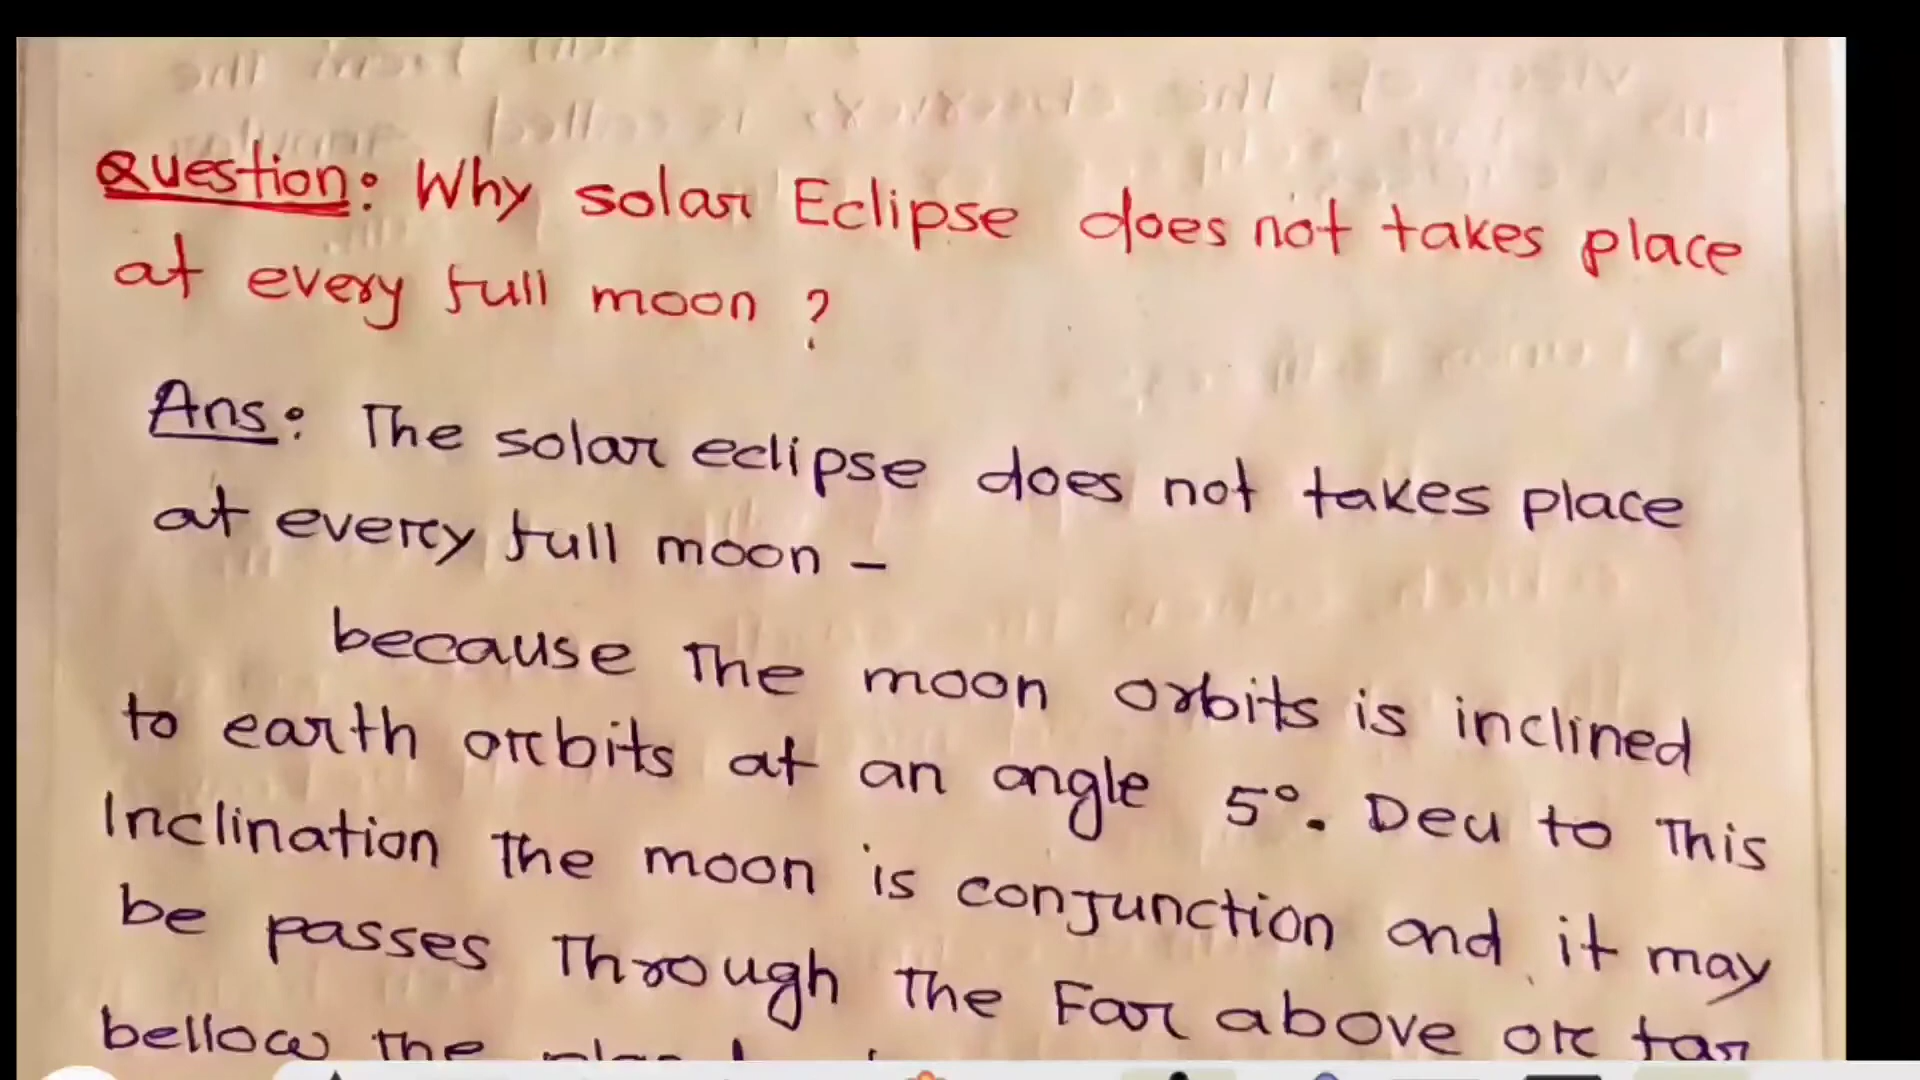 Question: Why solar Eclipse does not takes place
at every full moon ?
Ans: The solar eclipse does not takes place
at every full moon -
because The moon orbits is inclined
to earth orbits at an angle 5°. Deu to This
Inclination The moon is conjunction and it may
be passes Through The Far above or far
bellow The